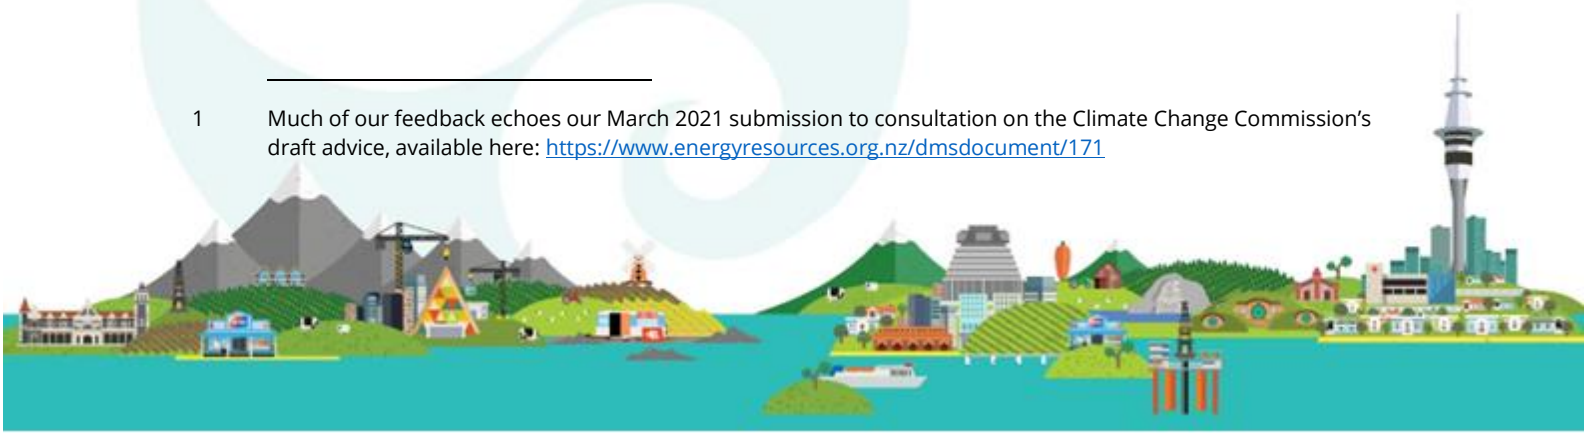 1 Much of our feedback echoes our March 2021 submission to consultation on the Climate Change Commission’s
draft advice, available here: https://www.energyresources.org.nz/dmsdocument/171